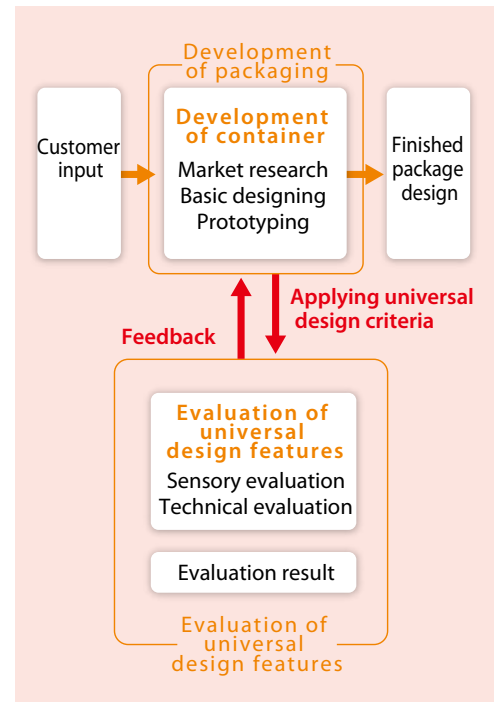 Development
of packaging
Customer
input
Development
of container
Market research
Basic designing
Prototyping
Finished
package
design
Feedback
Applying universal
design criteria
Evaluation of
universal
design features
Sensory evaluation
Technical evaluation
Evaluation result
Evaluation of
universal
design features